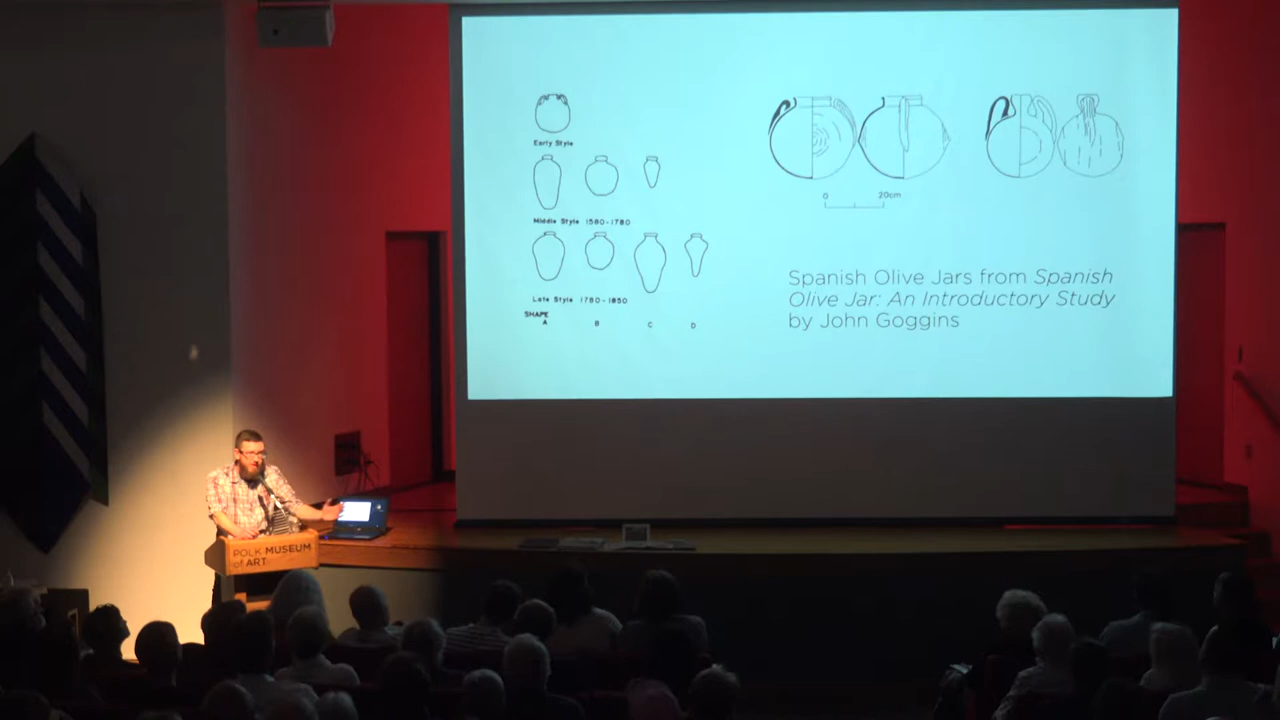 Early Style
Middle Style 1580-1780
Late Style 1780-1850
SHAPE
A B C D
0 20cm
Spanish Olive Jars from Spanish
Olive Jar: An Introductory Study
by John Goggins
POLK MUSEUM
of ART